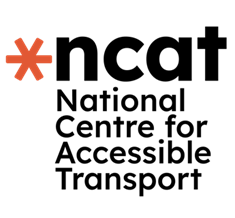 *ncat
National
Centre for
Accessible
Transport